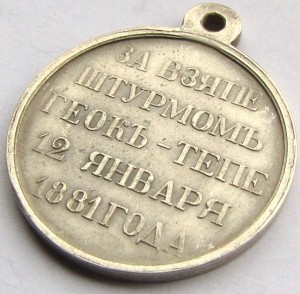 ЗА ВЗЯТІЕ
ШТУРМОМЪ
ГЕОКЪ-ТЕПЕ
12 ЯНВАРЯ
1881 ГОДА